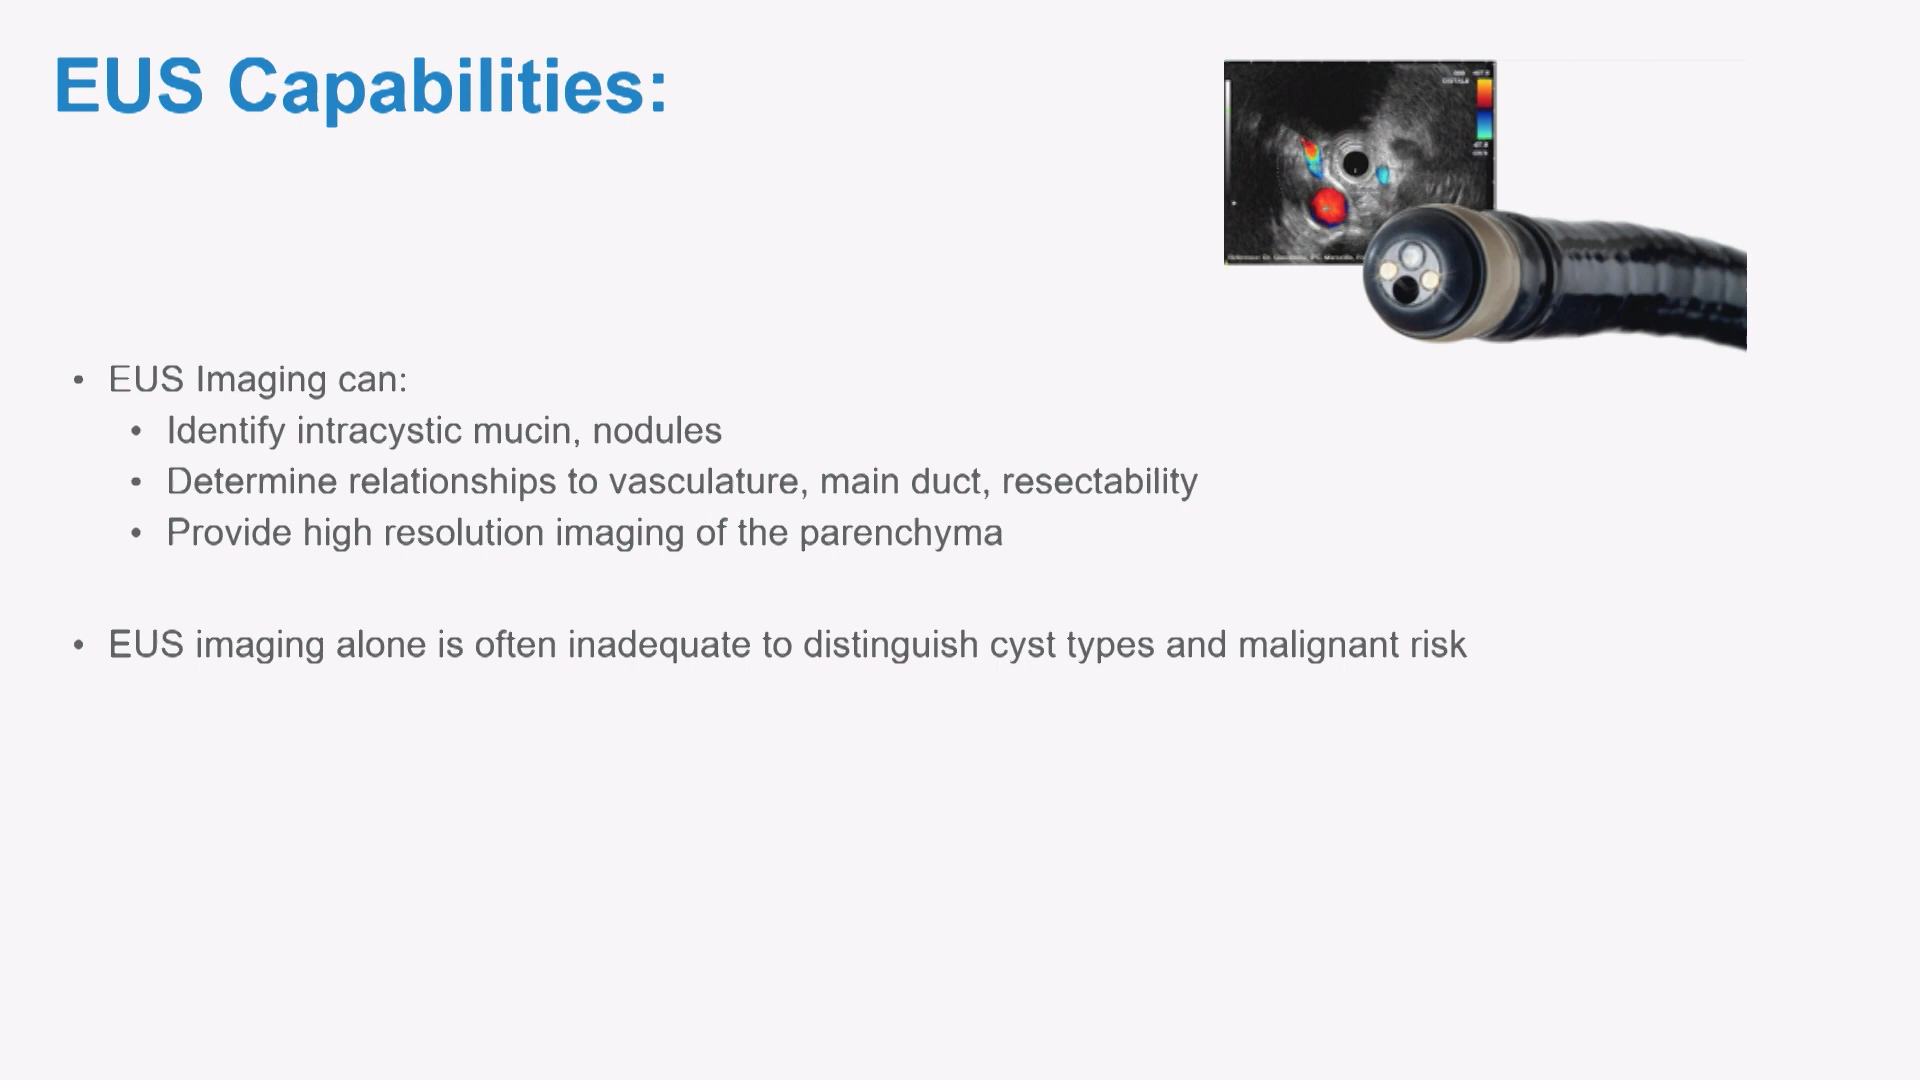 EUS Capabilities:
• EUS Imaging can:
• Identify intracystic mucin, nodules
• Determine relationships to vasculature, main duct, resectability
• Provide high resolution imaging of the parenchyma
• EUS imaging alone is often inadequate to distinguish cyst types and malignant risk